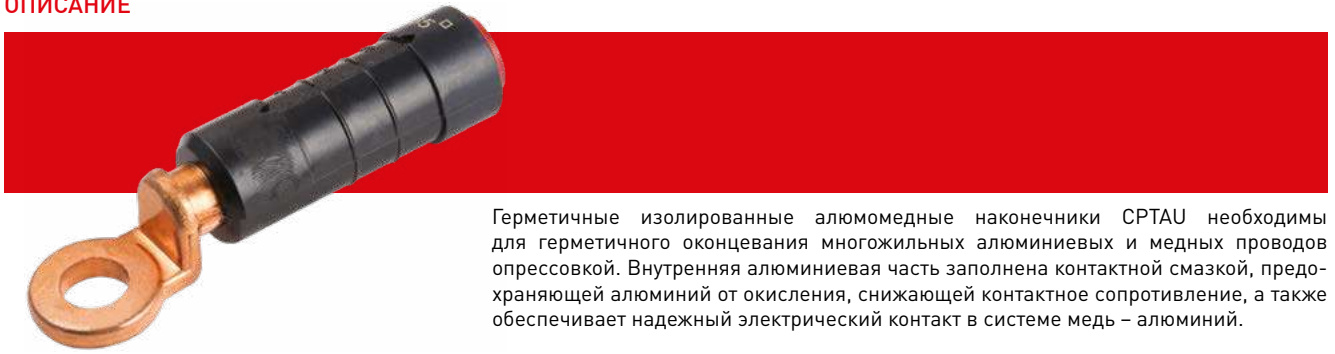 ОПИСАНИЕ
Герметичные изолированные алюмомедные наконечники CPTAU необходимы
для герметичного оконцевания многожильных алюминиевых и медных проводов
опрессовкой. Внутренняя алюминиевая часть заполнена контактной смазкой, предо-
храняющей алюминий от окисления, снижающей контактное сопротивление, а также
обеспечивает надежный электрический контакт в системе медь – алюминий.